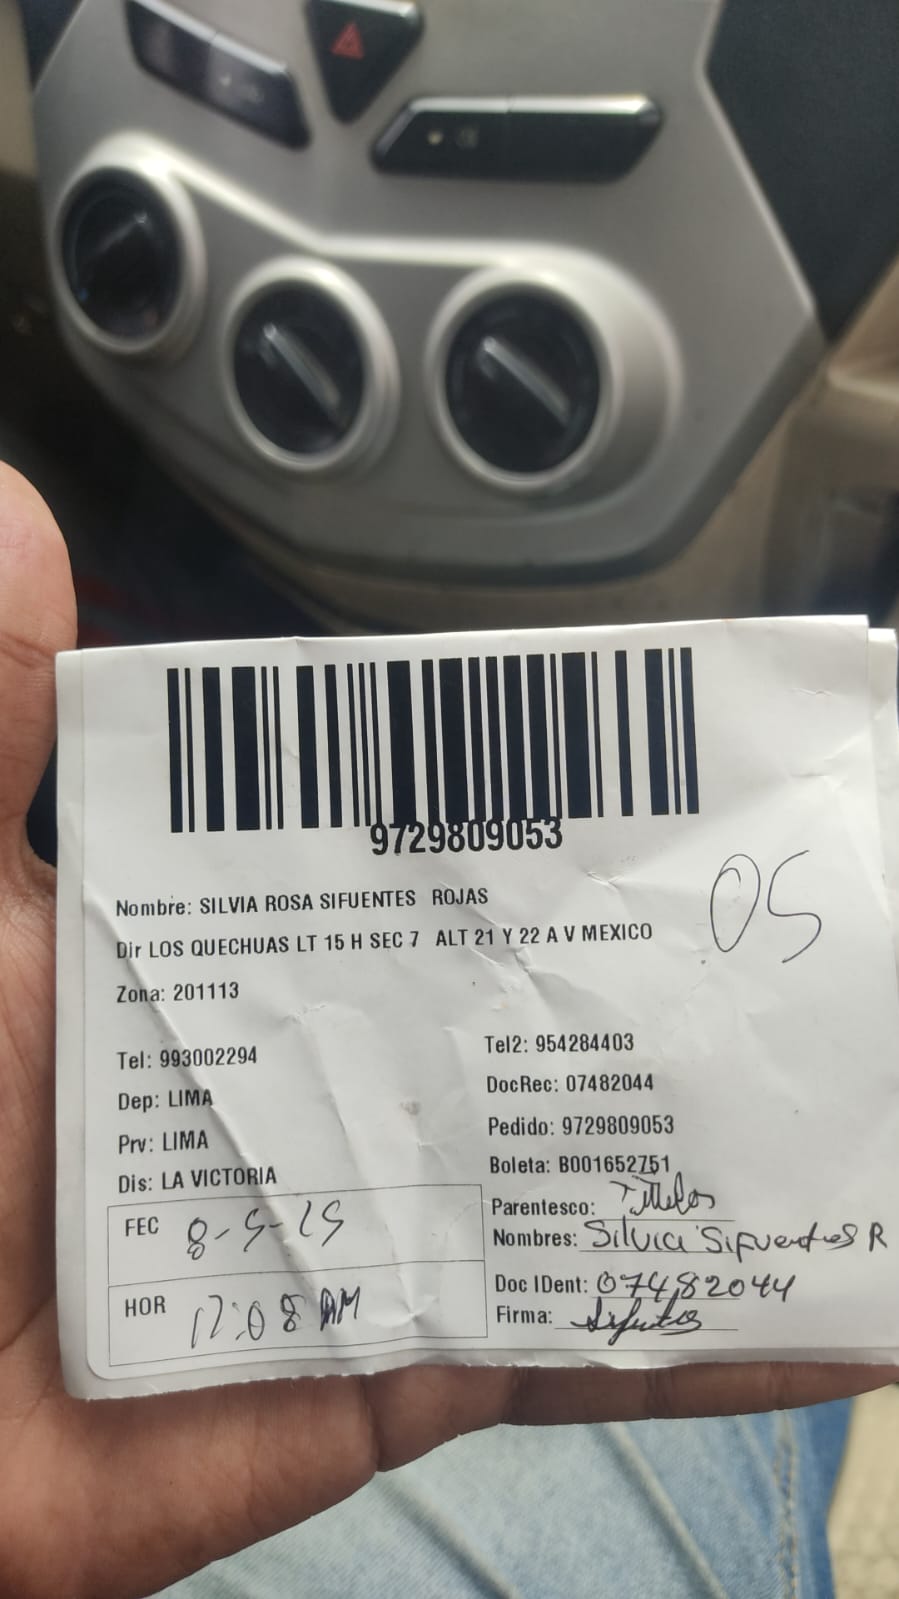 9729809053
Nombre: SILVIA ROSA SIFUENTES ROJAS
Dir LOS QUECHUAS LT 15 H SEC 7 ALT 21 Y 22 A V MEXICO
05
Zona: 201113
Tel: 993002294
Tel2: 954284403
Dep: LIMA
DocRec: 07482044
Prv: LIMA
Pedido: 9729809053
Dis: LA VICTORIA
Boleta: B001652751
FEC 8-5-25
Parentesco:
Nombres: Silvia Sifuentes R
HOR 12:08 AM
Doc IDent: 07482044
Firma: